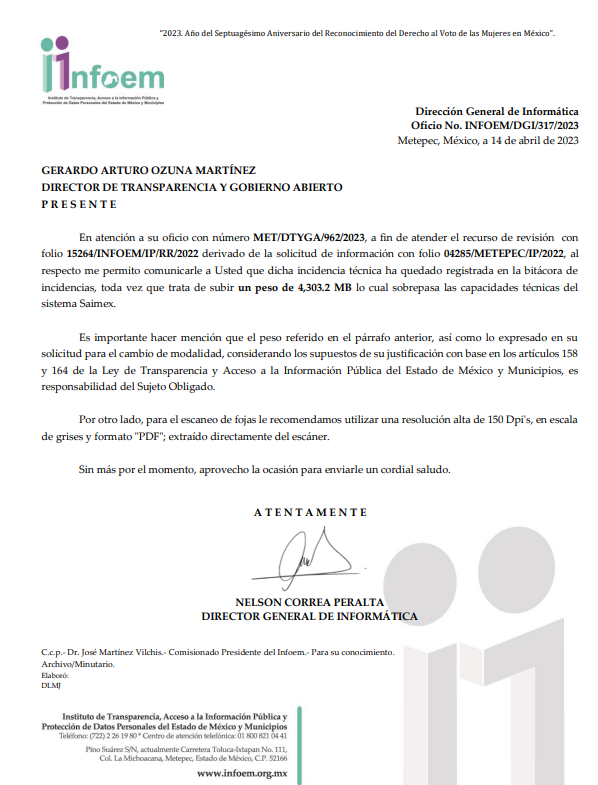 "2023. Año del Septuagésimo Aniversario del Reconocimiento del Derecho al Voto de las Mujeres en México".
infoem
Instituto de Transparencia, Acceso a la Información Pública y
Protección de Datos Personales del Estado de México y Municipios
Dirección General de Informática
Oficio No. INFOEM/DGI/317/2023
Metepec, México, a 14 de abril de 2023
GERARDO ARTURO OZUNA MARTÍNEZ
DIRECTOR DE TRANSPARENCIA Y GOBIERNO ABIERTO
P R E S E N T E
En atención a su oficio con número MET/DTYGA/962/2023, a fin de atender el recurso de revisión con
folio 15264/INFOEM/IP/RR/2022 derivado de la solicitud de información con folio 04285/METEPEC/IP/2022, al
respecto me permito comunicarle a Usted que dicha incidencia técnica ha quedado registrada en la bitácora de
incidencias, toda vez que trata de subir un peso de 4,303.2 MB lo cual sobrepasa las capacidades técnicas del
sistema Saimex.
Es importante hacer mención que el peso referido en el párrafo anterior, así como lo expresado en su
solicitud para el cambio de modalidad, considerando los supuestos de su justificación con base en los artículos 158
y 164 de la Ley de Transparencia y Acceso a la Información Pública del Estado de México y Municipios, es
responsabilidad del Sujeto Obligado.
Por otro lado, para el escaneo de fojas le recomendamos utilizar una resolución alta de 150 Dpi's, en escala
de grises y formato "PDF"; extraído directamente del escáner.
Sin más por el momento, aprovecho la ocasión para enviarle un cordial saludo.
A T E N T A M E N T E
NELSON CORREA PERALTA
DIRECTOR GENERAL DE INFORMÁTICA
C.c.p.- Dr. José Martínez Vilchis.- Comisionado Presidente del Infoem.- Para su conocimiento.
Archivo/Minutario.
Elaboró:
DLMJ
Instituto de Transparencia, Acceso a la Información Pública y
Protección de Datos Personales del Estado de México y Municipios
Teléfono: (722) 2 26 19 80 * Centro de atención telefónica: 01 800 821 04 41
Pino Suárez S/N, actualmente Carretera Toluca-Ixtapan No. 111,
Col. La Michoacana, Metepec, Estado de México, C.P. 52166
www.infoem.org.mx